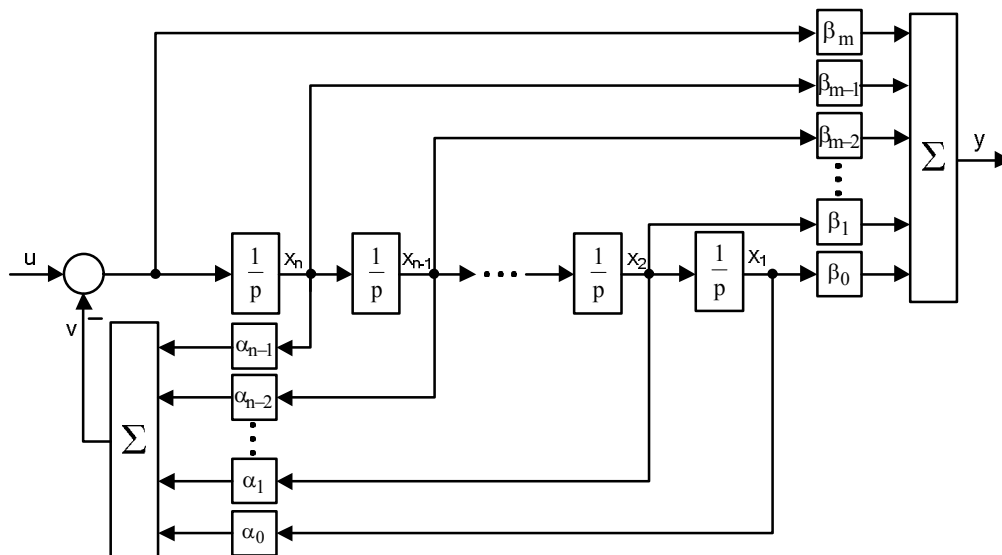 β_m
β_{m–1}
β_{m–2}
y
Σ
β_1
u
1/p
x_n
1/p
x_{n-1}
1/p
x_2
1/p
x_1
β_0
v
–
α_{n–1}
α_{n–2}
Σ
α_1
α_0